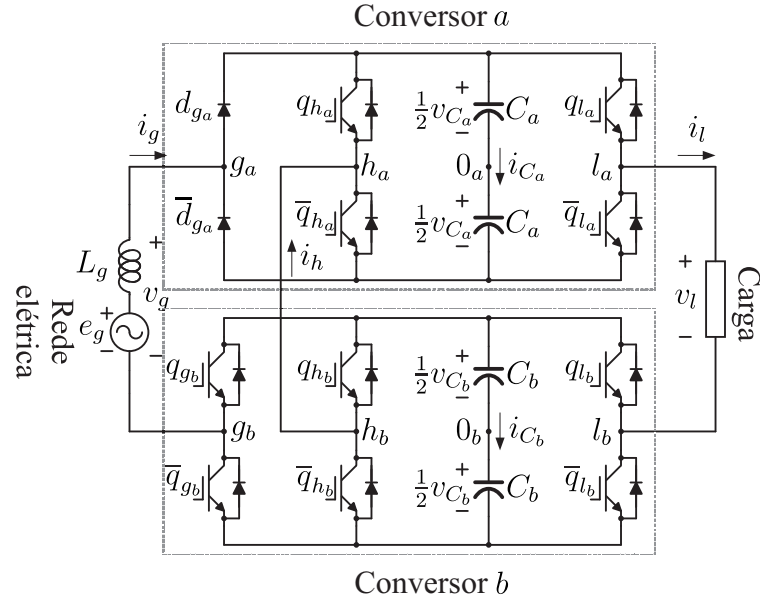 Conversor a
d_{g_a}
q_{h_a}
+
½v_{C_a}
−
C_a
q_{l_a}
i_g
g_a
h_a
0_a
i_{C_a}
l_a
i_l
d̅_{g_a}
q̅_{h_a}
+
½v_{C_a}
−
C_a
q̅_{l_a}
i_h
L_g
+
v_g
−
+
e_g
−
Rede
elétrica
+
v_l
−
Carga
q_{g_b}
q_{h_b}
+
½v_{C_b}
−
C_b
q_{l_b}
g_b
h_b
0_b
i_{C_b}
l_b
q̅_{g_b}
q̅_{h_b}
+
½v_{C_b}
−
C_b
q̅_{l_b}
Conversor b